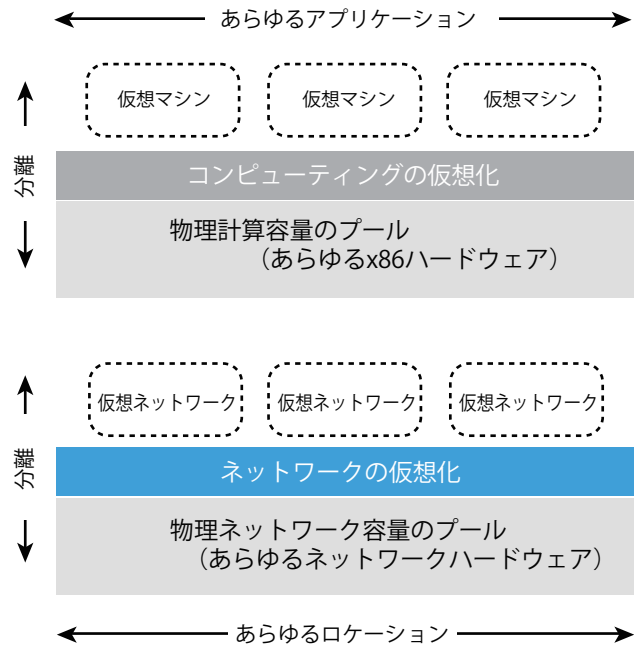 あらゆるアプリケーション
仮想マシン 仮想マシン 仮想マシン
分離
コンピューティングの仮想化
物理計算容量のプール
（あらゆるx86ハードウェア）
仮想ネットワーク 仮想ネットワーク 仮想ネットワーク
分離
ネットワークの仮想化
物理ネットワーク容量のプール
（あらゆるネットワークハードウェア）
あらゆるロケーション